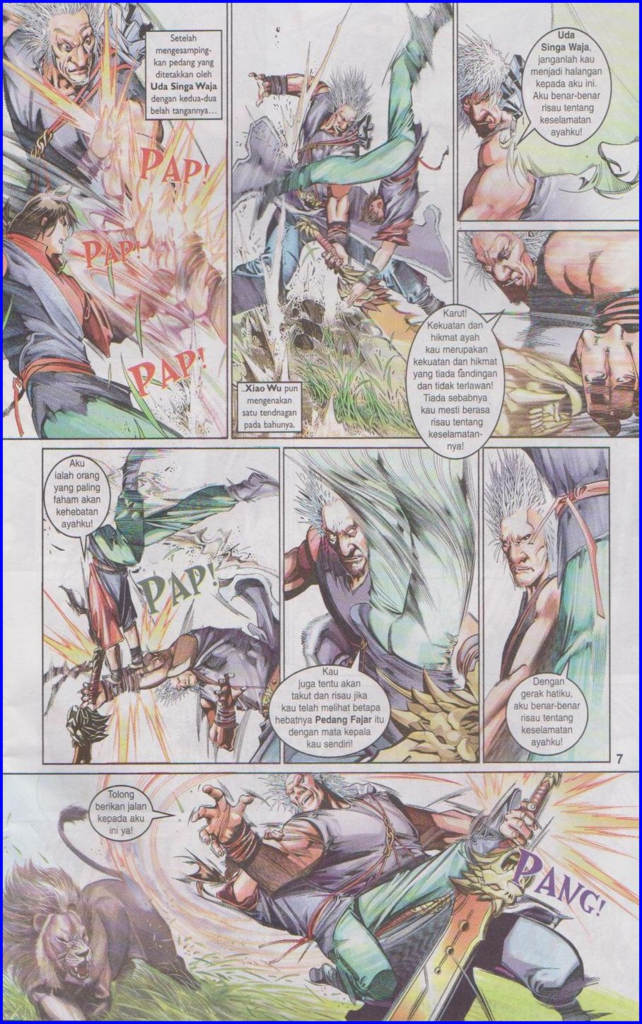 Setelah
mengesamping-
kan pedang yang
ditetakkan oleh
Uda Singa Waja
dengan kedua-dua
belah tangannya...
PAP!
PAP!
PAP!
..Xiao Wu pun
mengenakan
satu tendnagan
pada bahunya.
Uda
Singa Waja,
janganlah kau
menjadi halangan
kepada aku ini.
Aku benar-benar
risau tentang
keselamatan
ayahku!
Karut!
Kekuatan dan
hikmat ayah
kau merupakan
kekuatan dan hikmat
yang tiada tandingan
dan tidak terlawan!
Tiada sebabnya
kau mesti berasa
risau tentang
keselamatan-
nya!
Aku
ialah orang
yang paling
faham akan
kehebatan
ayahku!
PAP!
Kau
juga tentu akan
takut dan risau jika
kau telah melihat betapa
hebatnya Pedang Fajar itu
dengan mata kepala
kau sendiri!
Dengan
gerak hatiku,
aku benar-benar
risau tentang
keselamatan
ayahku!
7
Tolong
berikan jalan
kepada aku
ini ya!
PANG!